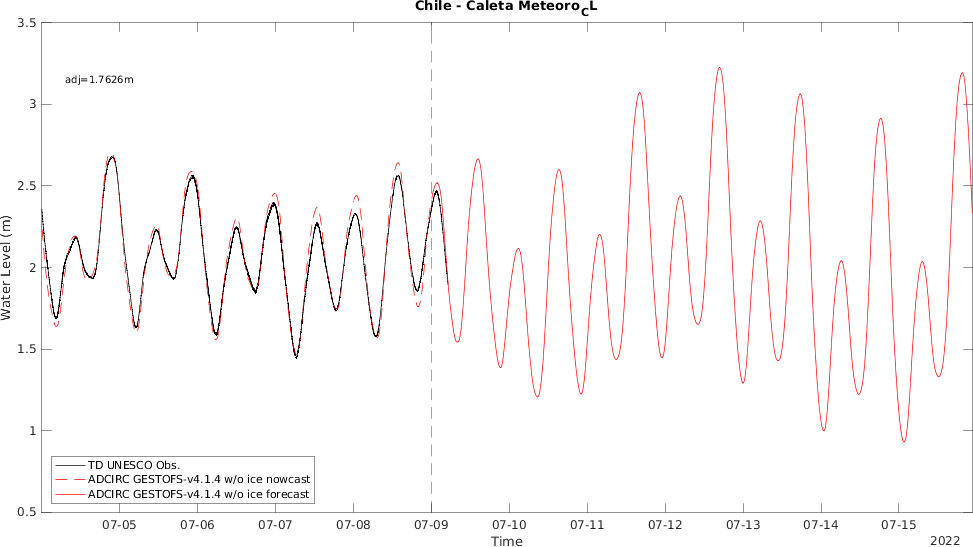 Chile - Caleta Meteoro_CL
3.5
adj=1.7626m
3
2.5
2
1.5
1
0.5
Water Level (m)
TD UNESCO Obs.
ADCIRC GESTOFS-v4.1.4 w/o ice nowcast
ADCIRC GESTOFS-v4.1.4 w/o ice forecast
07-05 07-06 07-07 07-08 07-09 07-10 07-11 07-12 07-13 07-14 07-15
Time
2022